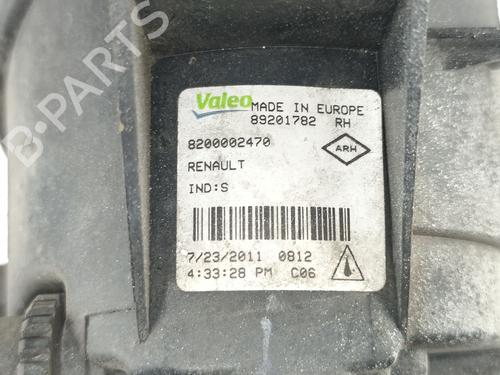 B-PARTS
Valeo
MADE IN EUROPE
89201782 RH
8200002470
ARH
RENAULT
IND:S
7/23/2011 0812
4:33:28 PM C06